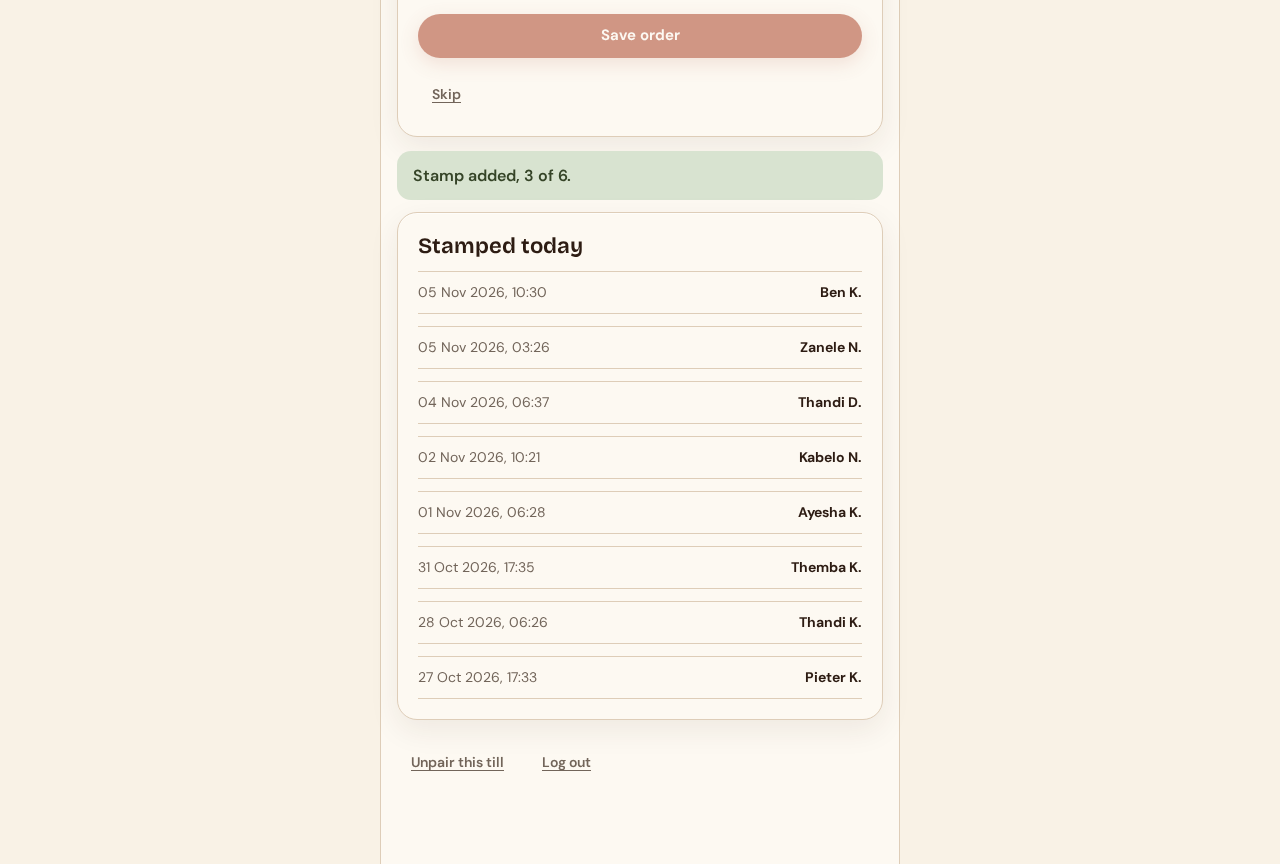 Save order
Skip
Stamp added, 3 of 6.
Stamped today
05 Nov 2026, 10:30 Ben K.
05 Nov 2026, 03:26 Zanele N.
04 Nov 2026, 06:37 Thandi D.
02 Nov 2026, 10:21 Kabelo N.
01 Nov 2026, 06:28 Ayesha K.
31 Oct 2026, 17:35 Themba K.
28 Oct 2026, 06:26 Thandi K.
27 Oct 2026, 17:33 Pieter K.
Unpair this till Log out